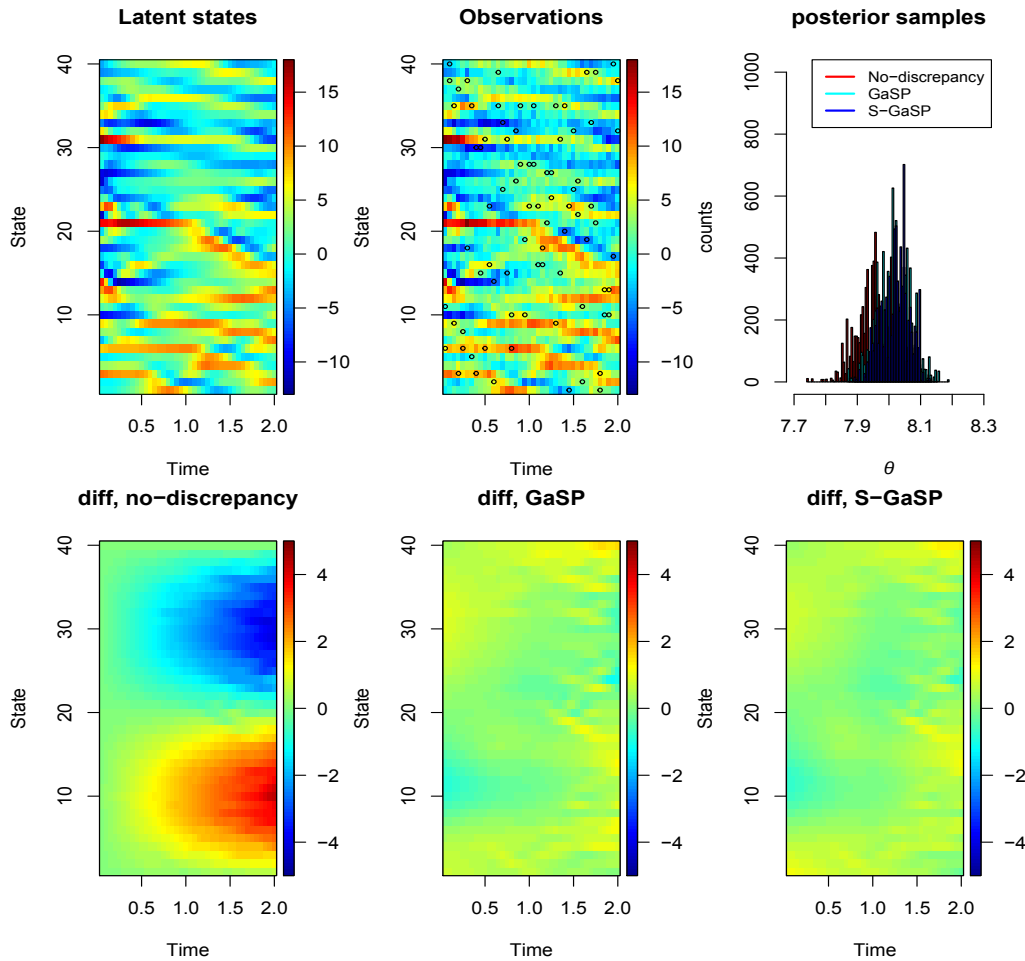 Latent states
State
40
30
20
10
0.5 1.0 1.5 2.0
Time
15
10
5
0
−5
−10
Observations
State
40
30
20
10
0.5 1.0 1.5 2.0
Time
15
10
5
0
−5
−10
posterior samples
counts
1000
800
600
400
200
0
No−discrepancy
GaSP
S−GaSP
7.7 7.9 8.1 8.3
θ
diff, no−discrepancy
State
40
30
20
10
0.5 1.0 1.5 2.0
Time
4
2
0
−2
−4
diff, GaSP
State
40
30
20
10
0.5 1.0 1.5 2.0
Time
4
2
0
−2
−4
diff, S−GaSP
State
40
30
20
10
0.5 1.0 1.5 2.0
Time
4
2
0
−2
−4